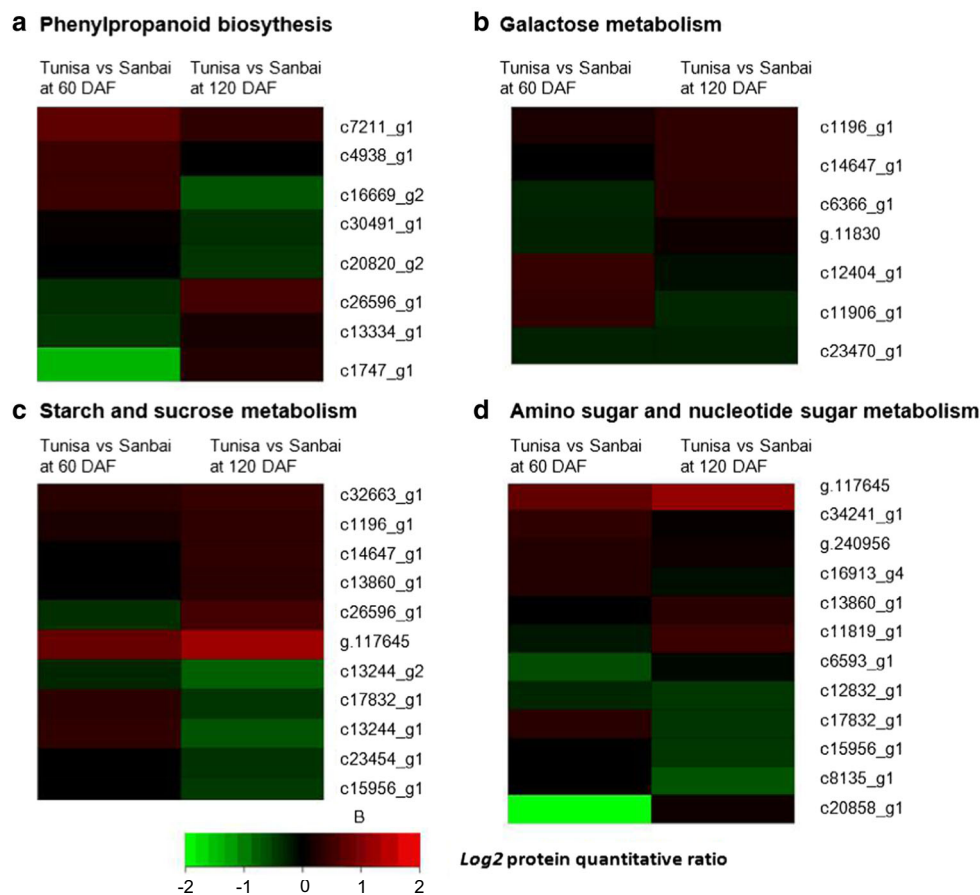 a Phenylpropanoid biosythesis
Tunisa vs Sanbai Tunisa vs Sanbai
at 60 DAF at 120 DAF
c7211_g1
c4938_g1
c16669_g2
c30491_g1
c20820_g2
c26596_g1
c13334_g1
c1747_g1
b Galactose metabolism
Tunisa vs Sanbai Tunisa vs Sanbai
at 60 DAF at 120 DAF
c1196_g1
c14647_g1
c6366_g1
g.11830
c12404_g1
c11906_g1
c23470_g1
c Starch and sucrose metabolism
Tunisa vs Sanbai Tunisa vs Sanbai
at 60 DAF at 120 DAF
c32663_g1
c1196_g1
c14647_g1
c13860_g1
c26596_g1
g.117645
c13244_g2
c17832_g1
c13244_g1
c23454_g1
c15956_g1
d Amino sugar and nucleotide sugar metabolism
Tunisa vs Sanbai Tunisa vs Sanbai
at 60 DAF at 120 DAF
g.117645
c34241_g1
g.240956
c16913_g4
c13860_g1
c11819_g1
c6593_g1
c12832_g1
c17832_g1
c15956_g1
c8135_g1
c20858_g1
B
-2 -1 0 1 2
Log2 protein quantitative ratio